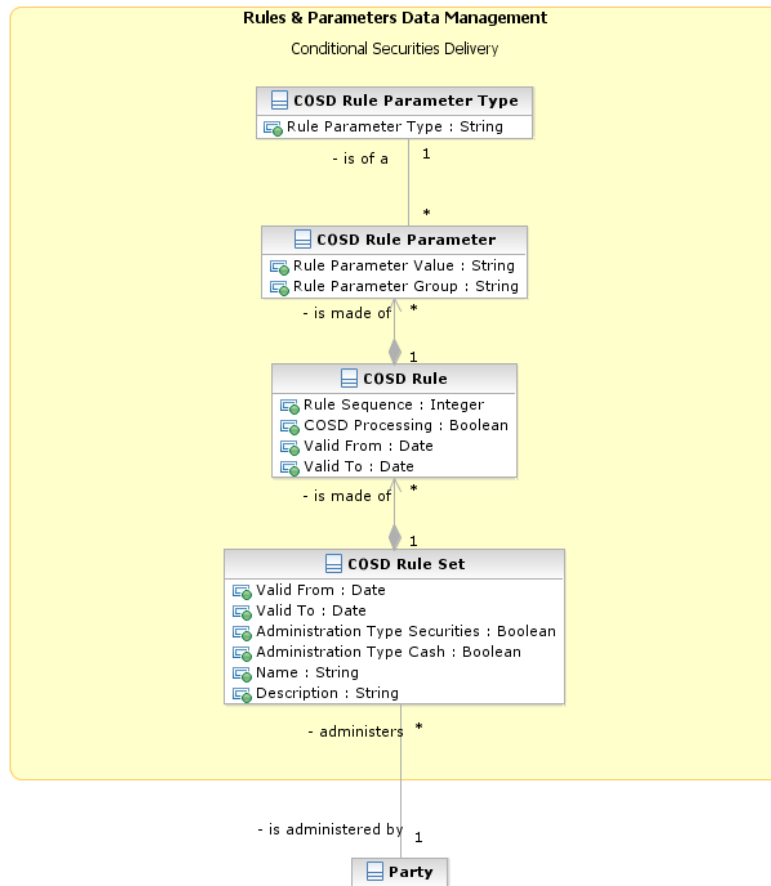 Rules & Parameters Data Management
Conditional Securities Delivery
COSD Rule Parameter Type
Rule Parameter Type : String
- is of a
1
*
COSD Rule Parameter
Rule Parameter Value : String
Rule Parameter Group : String
- is made of
*
1
COSD Rule
Rule Sequence : Integer
COSD Processing : Boolean
Valid From : Date
Valid To : Date
- is made of
*
1
COSD Rule Set
Valid From : Date
Valid To : Date
Administration Type Securities : Boolean
Administration Type Cash : Boolean
Name : String
Description : String
- administers
*
- is administered by
1
Party